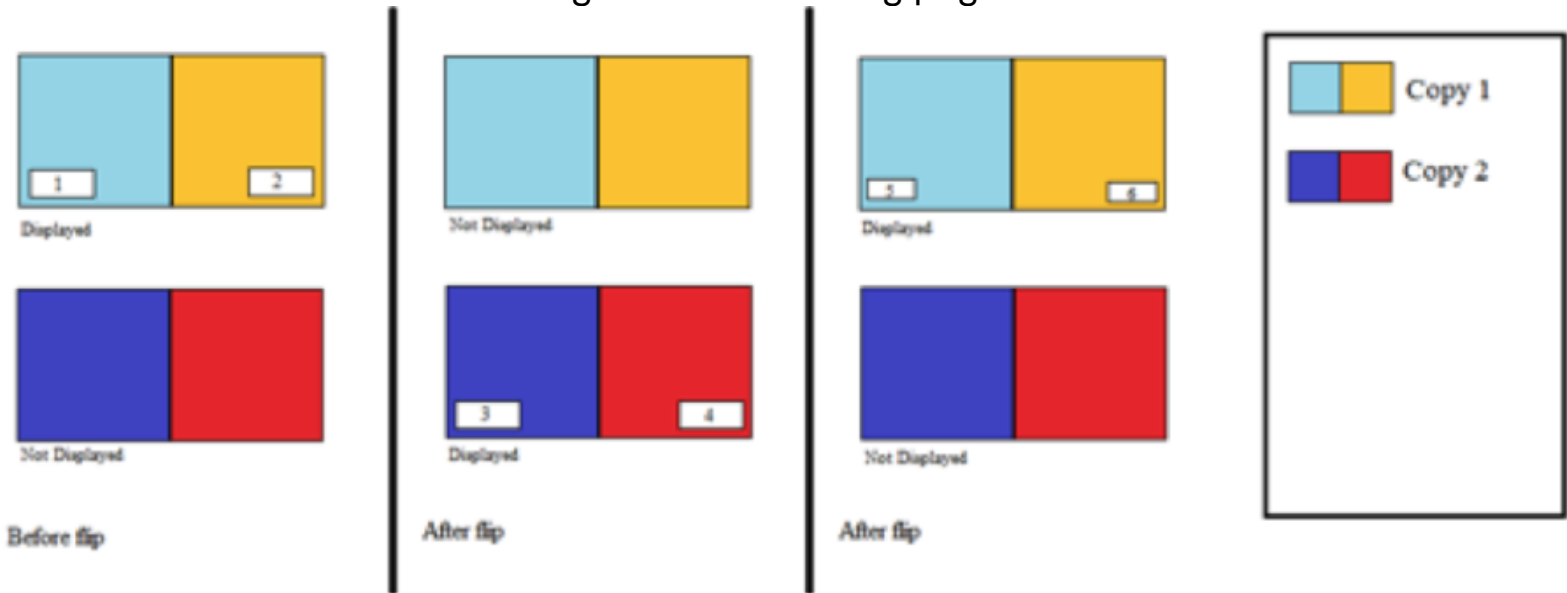 1
2
Displayed
Not Displayed
Before flip
Not Displayed
3
4
Displayed
After flip
5
6
Displayed
Not Displayed
After flip
Copy 1
Copy 2